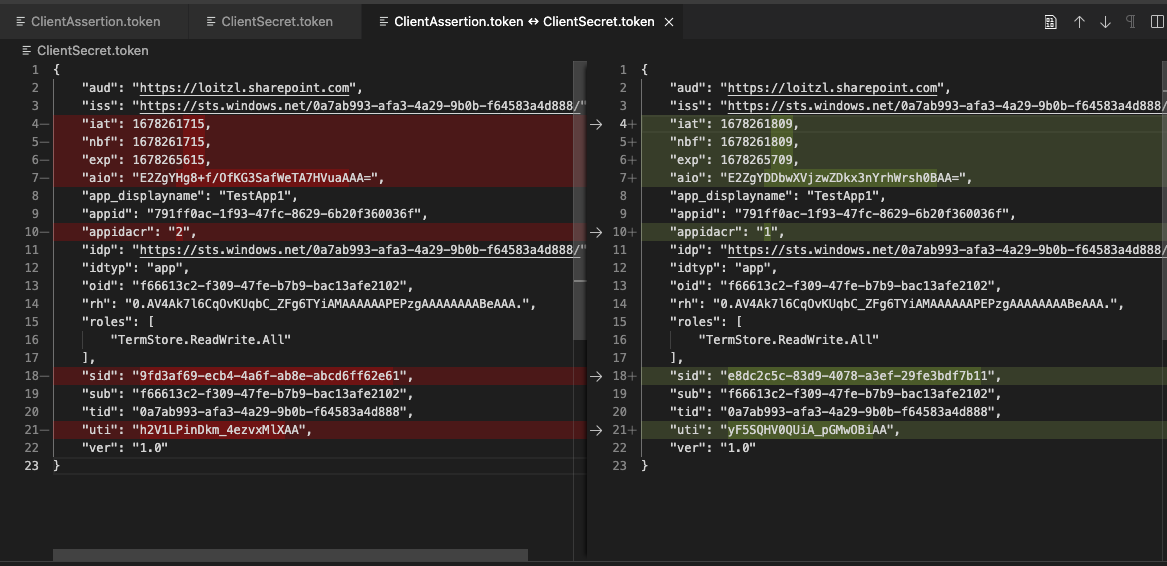 ClientAssertion.token
ClientSecret.token
ClientAssertion.token ↔ ClientSecret.token ×
ClientSecret.token
1 {
2 "aud": "https://loitzl.sharepoint.com",
3 "iss": "https://sts.windows.net/0a7ab993-afa3-4a29-9b0b-f64583a4d888/"
4— "iat": 1678261715,
5— "nbf": 1678261715,
6— "exp": 1678265615,
7— "aio": "E2ZgYHg8+f/OfKG3SafWeTA7HVuaAAA=",
8 "app_displayname": "TestApp1",
9 "appid": "791ff0ac-1f93-47fc-8629-6b20f360036f",
10— "appidacr": "2",
11 "idp": "https://sts.windows.net/0a7ab993-afa3-4a29-9b0b-f64583a4d888/"
12 "idtyp": "app",
13 "oid": "f66613c2-f309-47fe-b7b9-bac13afe2102",
14 "rh": "0.AV4Ak7l6CqOvKUqbC_ZFg6TYiAMAAAAAAPEPzgAAAAAAAABeAAA.",
15 "roles": [
16 "TermStore.ReadWrite.All"
17 ],
18— "sid": "9fd3af69-ecb4-4a6f-ab8e-abcd6ff62e61",
19 "sub": "f66613c2-f309-47fe-b7b9-bac13afe2102",
20 "tid": "0a7ab993-afa3-4a29-9b0b-f64583a4d888",
21— "uti": "h2V1LPinDkm_4ezvxMlXAA",
22 "ver": "1.0"
23 }
1 {
2 "aud": "https://loitzl.sharepoint.com",
3 "iss": "https://sts.windows.net/0a7ab993-afa3-4a29-9b0b-f64583a4d888/
4+ "iat": 1678261809,
5+ "nbf": 1678261809,
6+ "exp": 1678265709,
7+ "aio": "E2ZgYDDbwXVjzwZDkx3nYrhWrsh0BAA=",
8 "app_displayname": "TestApp1",
9 "appid": "791ff0ac-1f93-47fc-8629-6b20f360036f",
10+ "appidacr": "1",
11 "idp": "https://sts.windows.net/0a7ab993-afa3-4a29-9b0b-f64583a4d888/
12 "idtyp": "app",
13 "oid": "f66613c2-f309-47fe-b7b9-bac13afe2102",
14 "rh": "0.AV4Ak7l6CqOvKUqbC_ZFg6TYiAMAAAAAAPEPzgAAAAAAAABeAAA.",
15 "roles": [
16 "TermStore.ReadWrite.All"
17 ],
18+ "sid": "e8dc2c5c-83d9-4078-a3ef-29fe3bdf7b11",
19 "sub": "f66613c2-f309-47fe-b7b9-bac13afe2102",
20 "tid": "0a7ab993-afa3-4a29-9b0b-f64583a4d888",
21+ "uti": "yF5SQHV0QUiA_pGMwOBiAA",
22 "ver": "1.0"
23 }